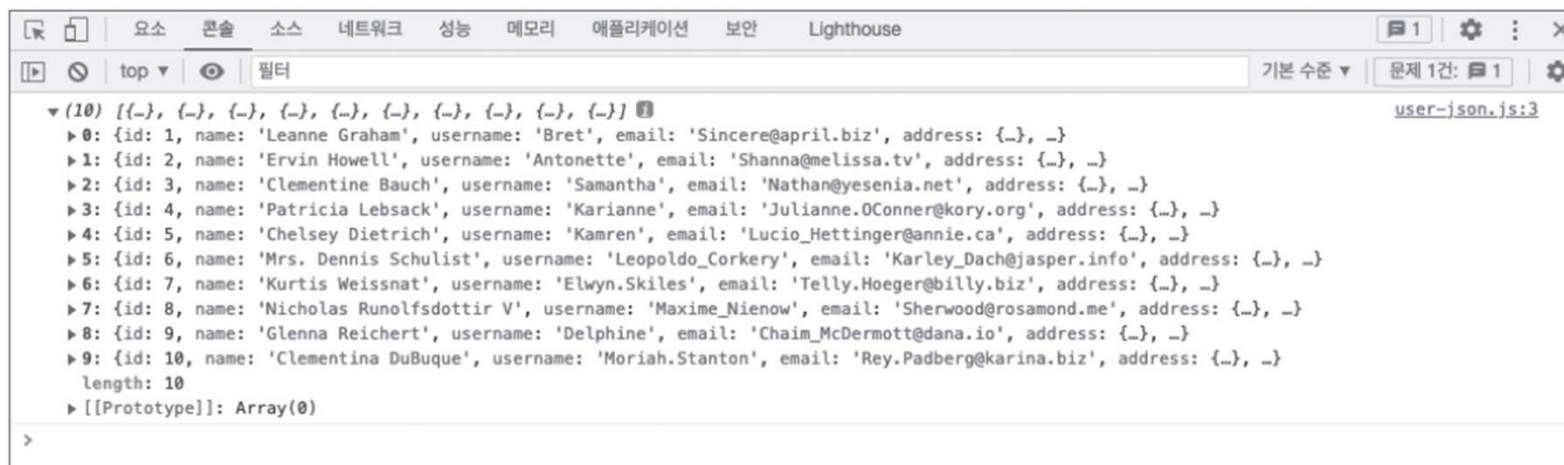 요소 콘솔 소스 네트워크 성능 메모리 애플리케이션 보안 Lighthouse 1
top ▼ 필터 기본 수준 ▼ 문제 1건: 1
▼(10) [{…}, {…}, {…}, {…}, {…}, {…}, {…}, {…}, {…}, {…}] i user-json.js:3
▶0: {id: 1, name: 'Leanne Graham', username: 'Bret', email: 'Sincere@april.biz', address: {…}, …}
▶1: {id: 2, name: 'Ervin Howell', username: 'Antonette', email: 'Shanna@melissa.tv', address: {…}, …}
▶2: {id: 3, name: 'Clementine Bauch', username: 'Samantha', email: 'Nathan@yesenia.net', address: {…}, …}
▶3: {id: 4, name: 'Patricia Lebsack', username: 'Karianne', email: 'Julianne.OConner@kory.org', address: {…}, …}
▶4: {id: 5, name: 'Chelsey Dietrich', username: 'Kamren', email: 'Lucio_Hettinger@annie.ca', address: {…}, …}
▶5: {id: 6, name: 'Mrs. Dennis Schulist', username: 'Leopoldo_Corkery', email: 'Karley_Dach@jasper.info', address: {…}, …}
▶6: {id: 7, name: 'Kurtis Weissnat', username: 'Elwyn.Skiles', email: 'Telly.Hoeger@billy.biz', address: {…}, …}
▶7: {id: 8, name: 'Nicholas Runolfsdottir V', username: 'Maxime_Nienow', email: 'Sherwood@rosamond.me', address: {…}, …}
▶8: {id: 9, name: 'Glenna Reichert', username: 'Delphine', email: 'Chaim_McDermott@dana.io', address: {…}, …}
▶9: {id: 10, name: 'Clementina DuBuque', username: 'Moriah.Stanton', email: 'Rey.Padberg@karina.biz', address: {…}, …}
length: 10
▶[[Prototype]]: Array(0)
>